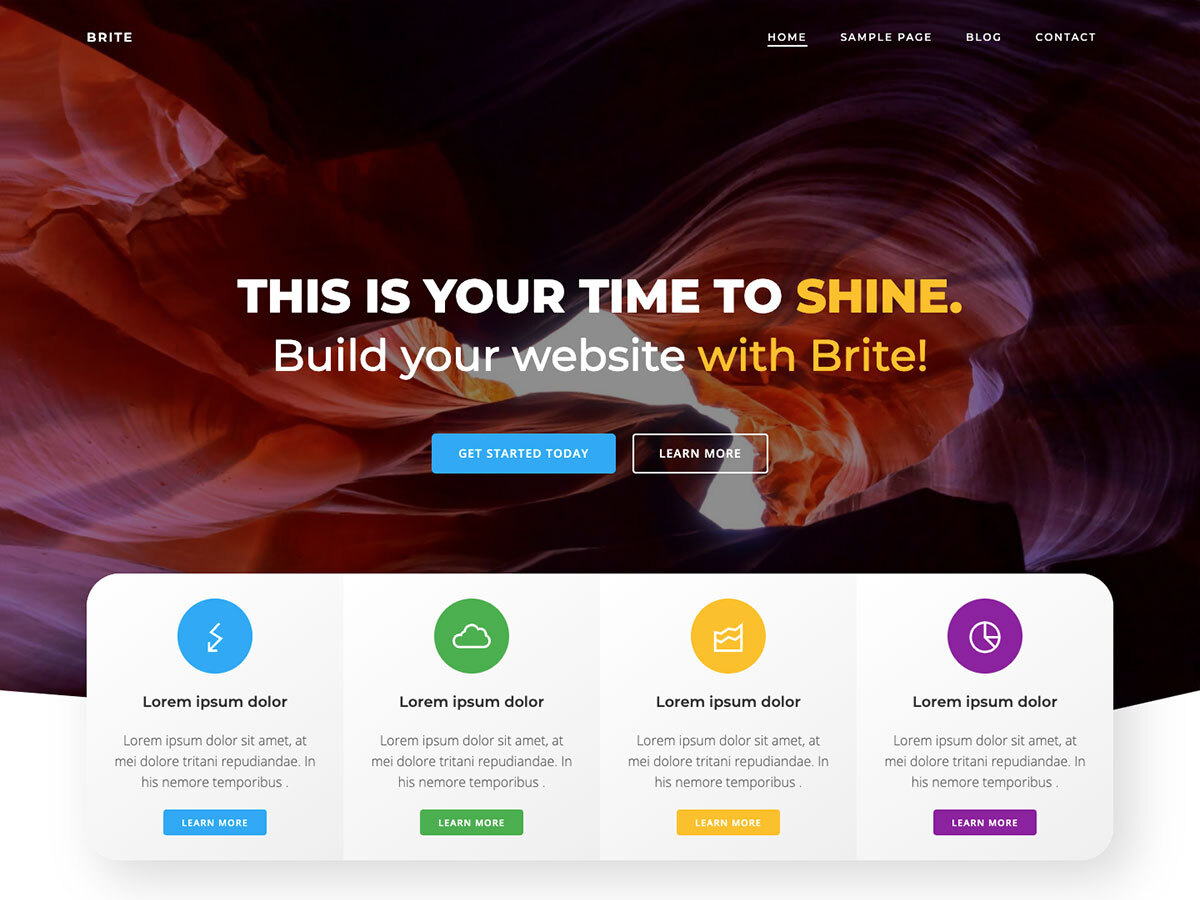 BRITE
HOME SAMPLE PAGE BLOG CONTACT
THIS IS YOUR TIME TO SHINE.
Build your website with Brite!
GET STARTED TODAY
LEARN MORE
Lorem ipsum dolor
Lorem ipsum dolor sit amet, at
mei dolore tritani repudiandae. In
his nemore temporibus .
LEARN MORE
Lorem ipsum dolor
Lorem ipsum dolor sit amet, at
mei dolore tritani repudiandae. In
his nemore temporibus .
LEARN MORE
Lorem ipsum dolor
Lorem ipsum dolor sit amet, at
mei dolore tritani repudiandae. In
his nemore temporibus .
LEARN MORE
Lorem ipsum dolor
Lorem ipsum dolor sit amet, at
mei dolore tritani repudiandae. In
his nemore temporibus .
LEARN MORE